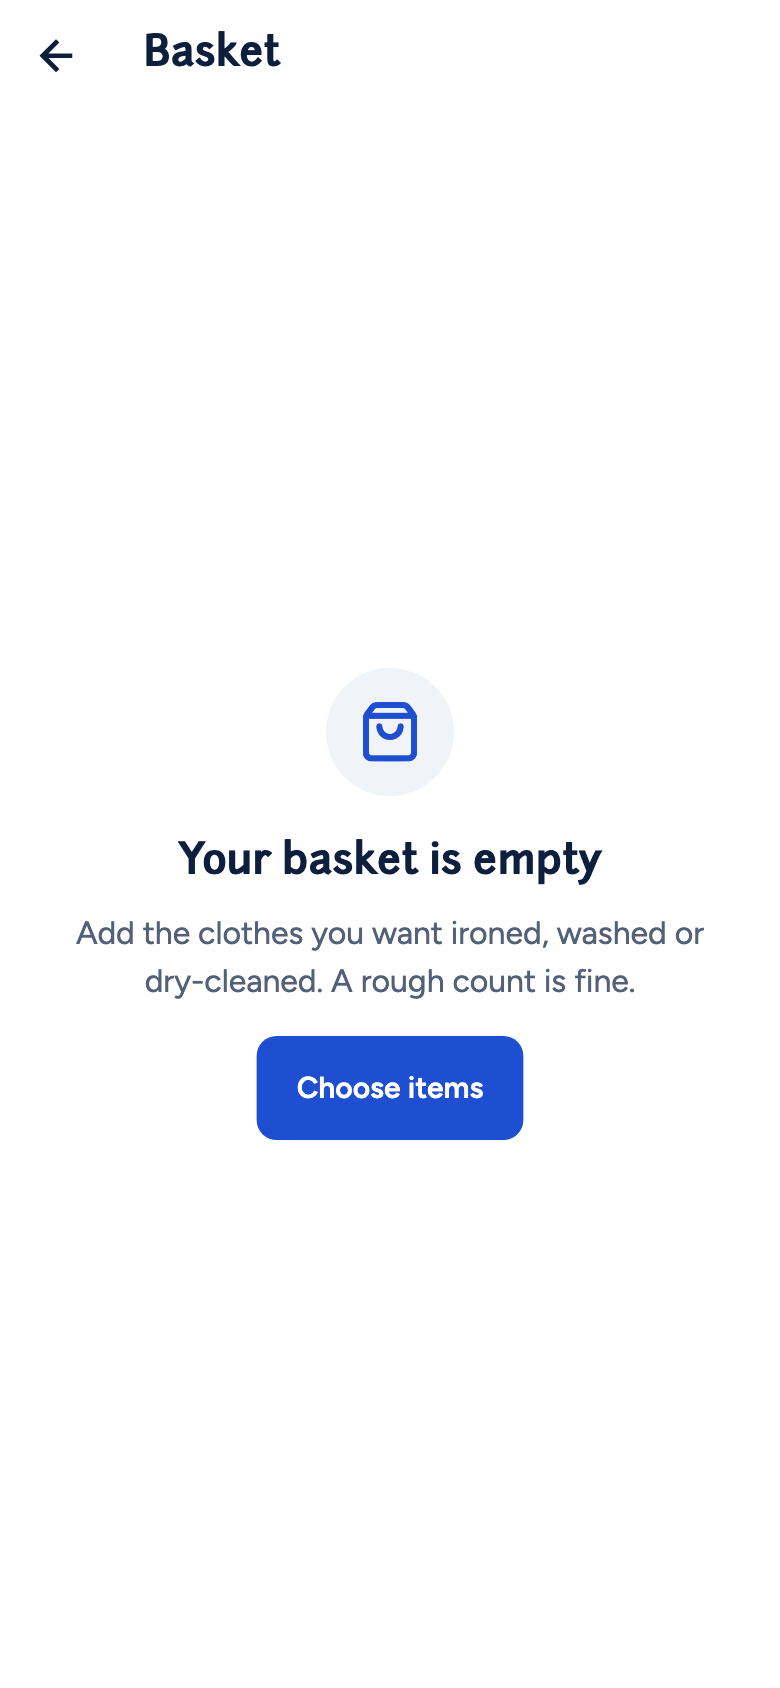 Basket
Your basket is empty
Add the clothes you want ironed, washed or
dry-cleaned. A rough count is fine.
Choose items